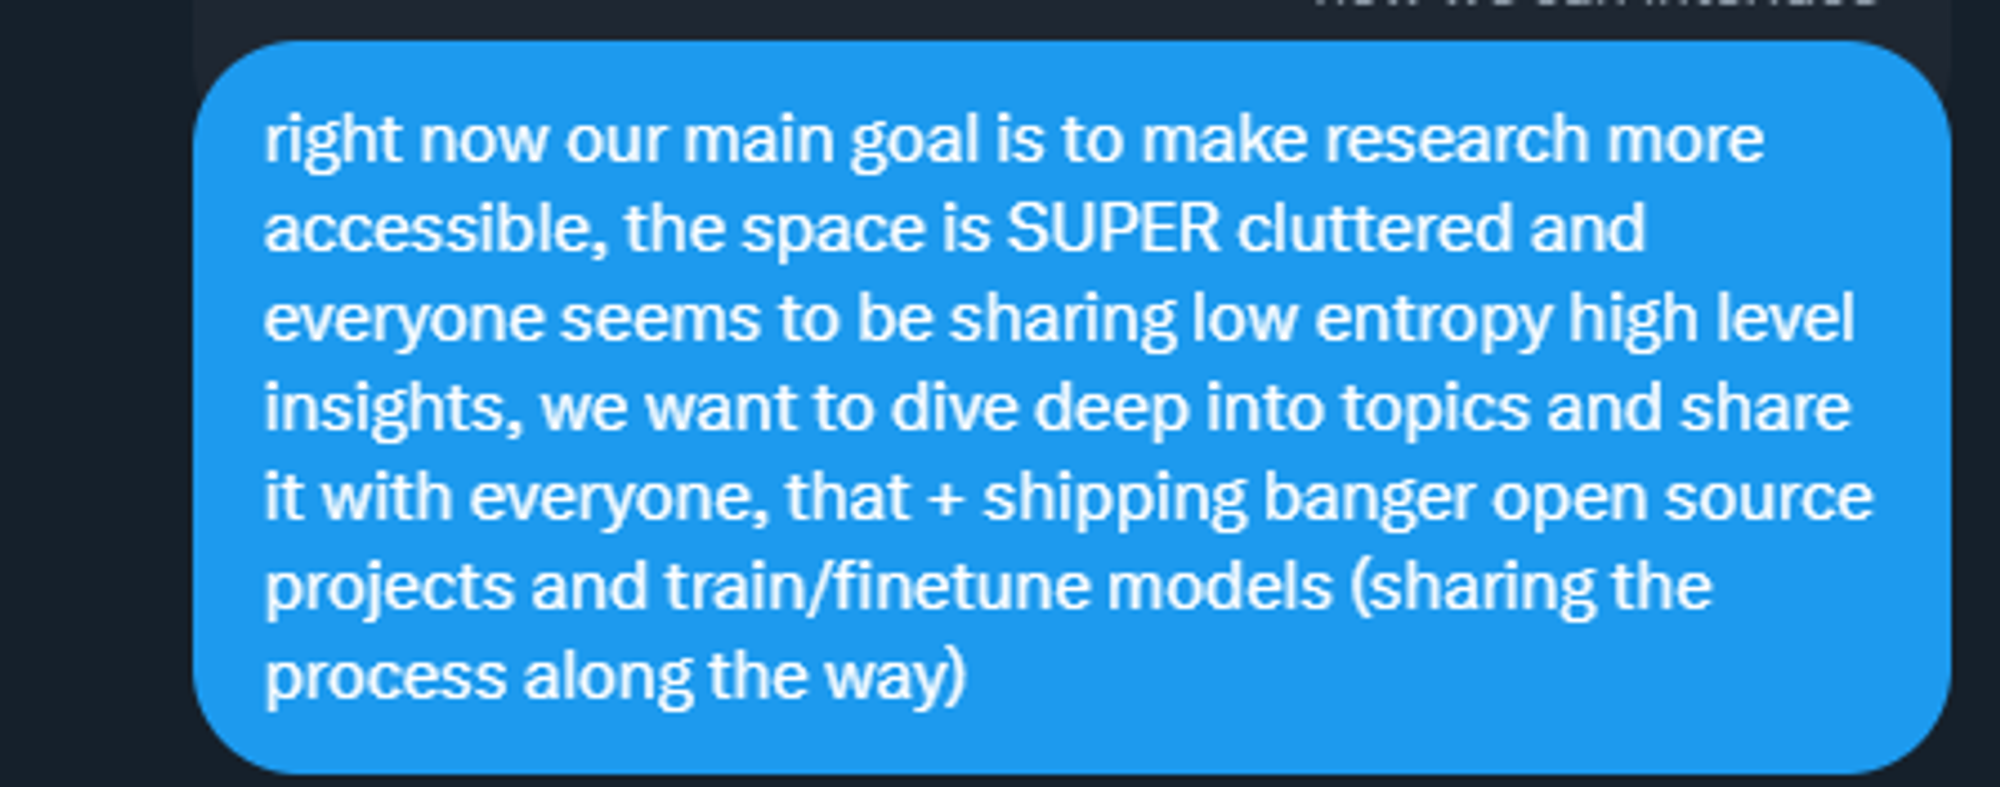 right now our main goal is to make research more
accessible, the space is SUPER cluttered and
everyone seems to be sharing low entropy high level
insights, we want to dive deep into topics and share
it with everyone, that + shipping banger open source
projects and train/finetune models (sharing the
process along the way)